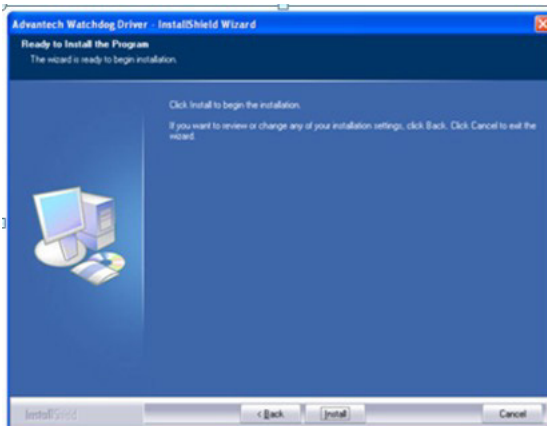 Advantech Watchdog Driver - InstallShield Wizard
Ready to Install the Program
The wizard is ready to begin installation.
Click Install to begin the installation.
If you want to review or change any of your installation settings, click Back. Click Cancel to exit the
wizard.
InstallShield
< Back
Install
Cancel